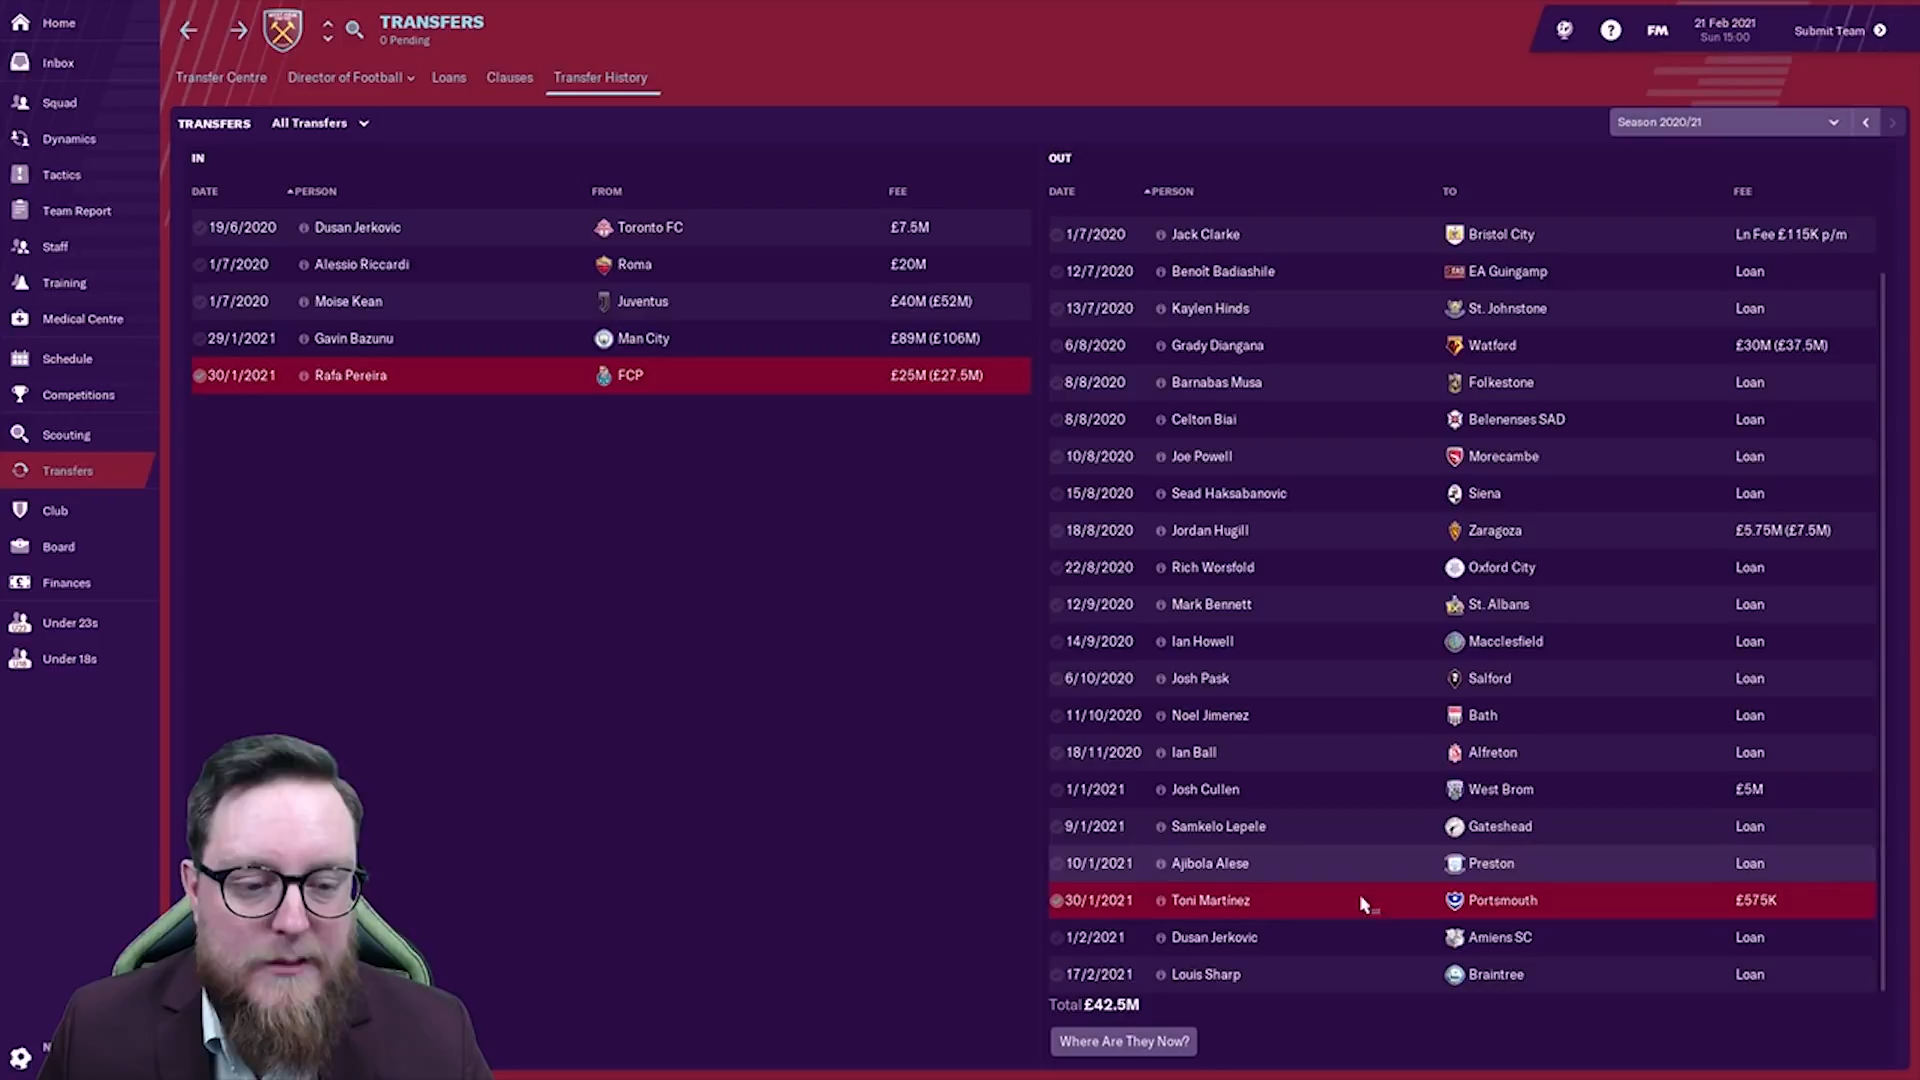 Home
Inbox
Squad
Dynamics
Tactics
Team Report
Staff
Training
Medical Centre
Schedule
Competitions
Scouting
Transfers
Club
Board
Finances
Under 23s
Under 18s
TRANSFERS
0 Pending
FM
21 Feb 2021
Sun 15:00
Submit Team
Transfer Centre Director of Football Loans Clauses Transfer History
TRANSFERS All Transfers
Season 2020/21
IN
DATE PERSON FROM FEE
19/6/2020 Dusan Jerkovic Toronto FC £7.5M
1/7/2020 Alessio Riccardi Roma £20M
1/7/2020 Moise Kean Juventus £40M (£52M)
29/1/2021 Gavin Bazunu Man City £89M (£106M)
30/1/2021 Rafa Pereira FCP £25M (£27.5M)
OUT
DATE PERSON TO FEE
1/7/2020 Jack Clarke Bristol City Ln Fee £115K p/m
12/7/2020 Benoît Badiashile EA Guingamp Loan
13/7/2020 Kaylen Hinds St. Johnstone Loan
6/8/2020 Grady Diangana Watford £30M (£37.5M)
8/8/2020 Barnabas Musa Folkestone Loan
8/8/2020 Celton Biai Belenenses SAD Loan
10/8/2020 Joe Powell Morecambe Loan
15/8/2020 Sead Haksabanovic Siena Loan
18/8/2020 Jordan Hugill Zaragoza £5.75M (£7.5M)
22/8/2020 Rich Worsfold Oxford City Loan
12/9/2020 Mark Bennett St. Albans Loan
14/9/2020 Ian Howell Macclesfield Loan
6/10/2020 Josh Pask Salford Loan
11/10/2020 Noel Jimenez Bath Loan
18/11/2020 Ian Ball Alfreton Loan
1/1/2021 Josh Cullen West Brom £5M
9/1/2021 Samkelo Lepele Gateshead Loan
10/1/2021 Ajibola Alese Preston Loan
30/1/2021 Toni Martínez Portsmouth £575K
1/2/2021 Dusan Jerkovic Amiens SC Loan
17/2/2021 Louis Sharp Braintree Loan
Total £42.5M
Where Are They Now?